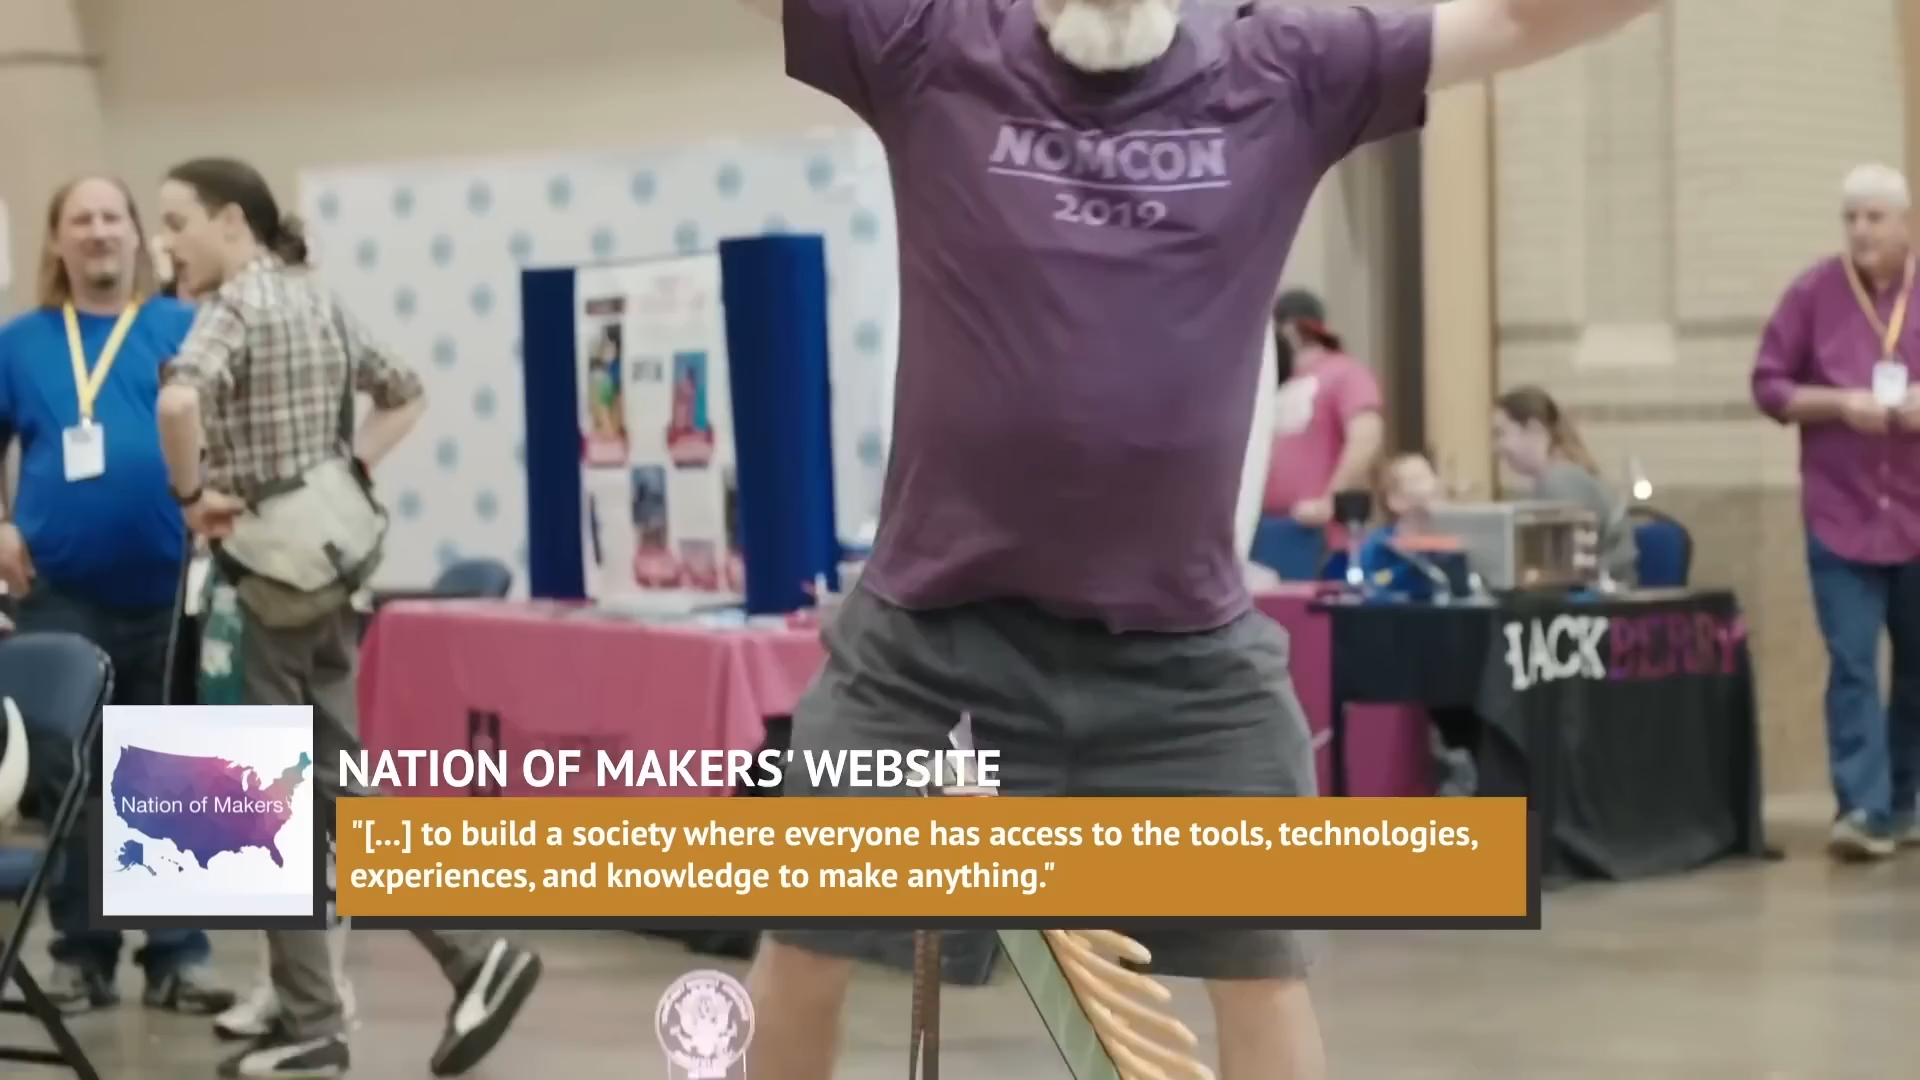 NOMCON
2019
HACKBERRY
Nation of Makers
NATION OF MAKERS' WEBSITE
"[...] to build a society where everyone has access to the tools, technologies,
experiences, and knowledge to make anything."